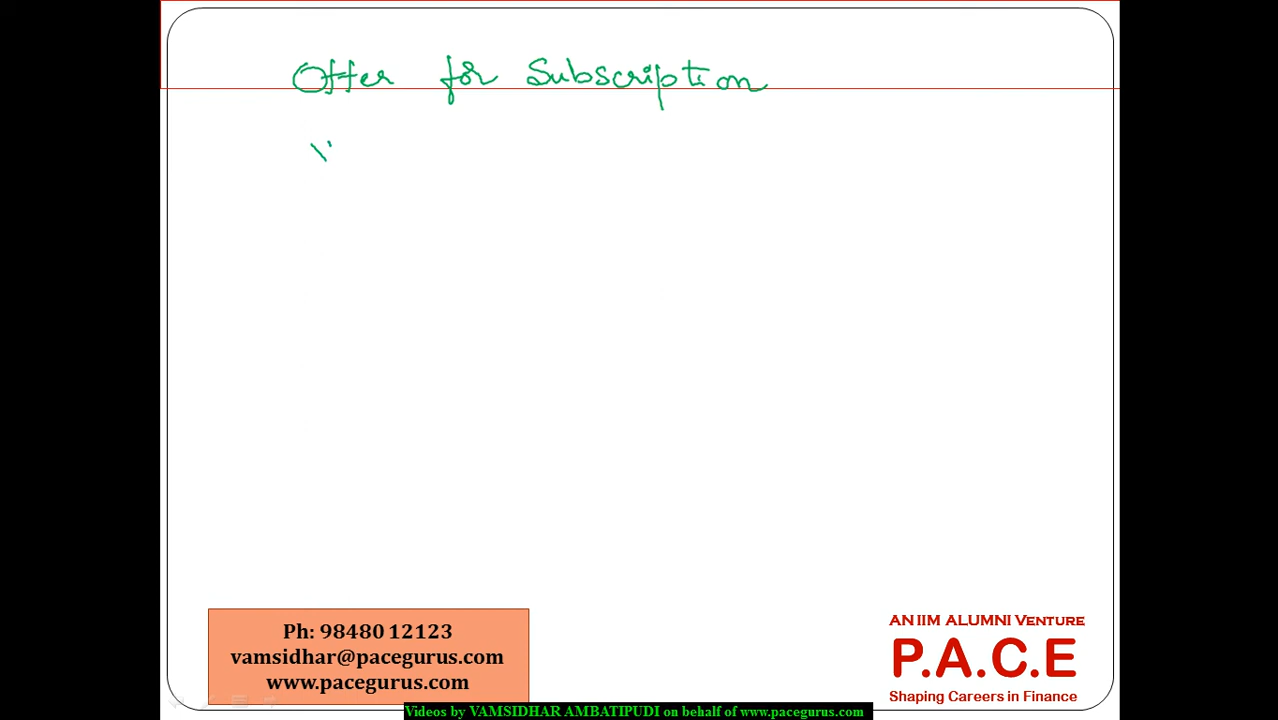 Offer for Subscription
Ph: 98480 12123
vamsidhar@pacegurus.com
www.pacegurus.com
AN IIM ALUMNI VENTURE
P.A.C.E
Shaping Careers in Finance
Videos by VAMSIDHAR AMBATIPUDI on behalf of www.pacegurus.com